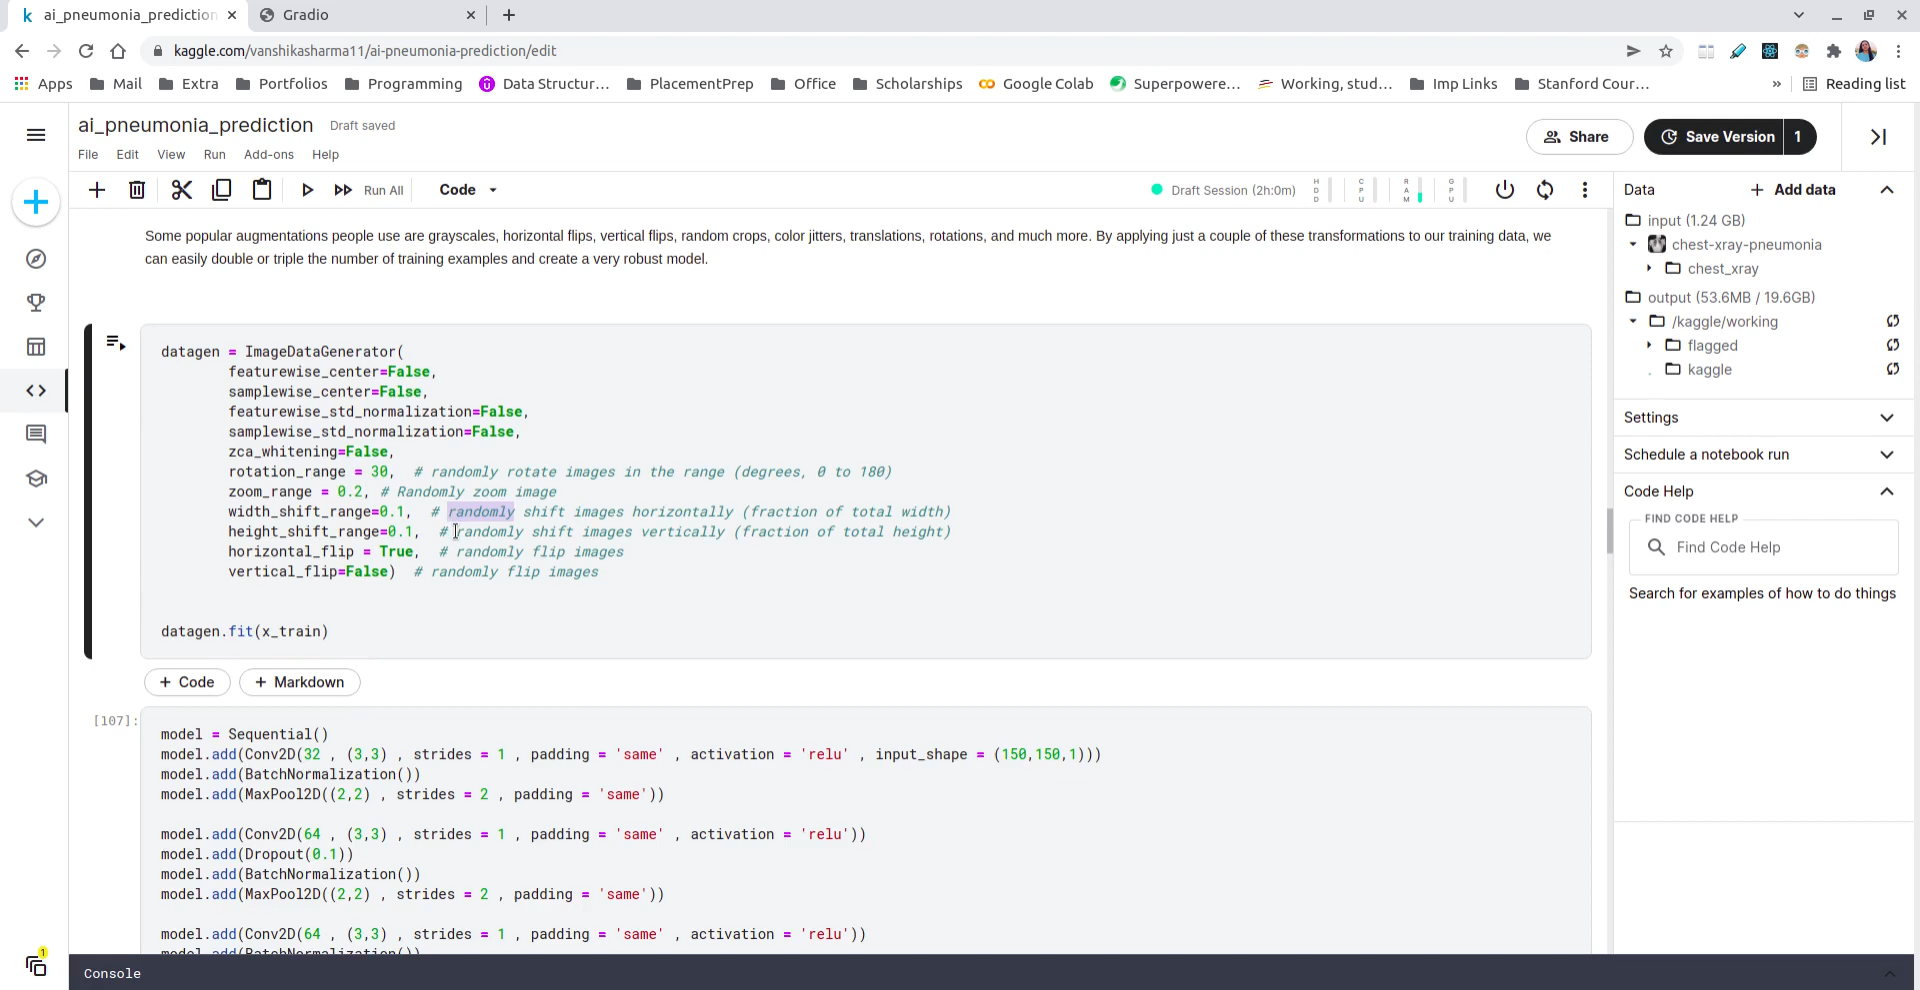 ai_pneumonia_prediction
Gradio
kaggle.com/vanshikasharma11/ai-pneumonia-prediction/edit
Apps
Mail
Extra
Portfolios
Programming
Data Structur...
PlacementPrep
Office
Scholarships
Google Colab
Superpowere...
Working, stud...
Imp Links
Stanford Cour...
»
Reading list
ai_pneumonia_prediction
Draft saved
Share
Save Version
1
File
Edit
View
Run
Add-ons
Help
Run All
Code
Draft Session (2h:0m)
HDD
CPU
RAM
GPU
Some popular augmentations people use are grayscales, horizontal flips, vertical flips, random crops, color jitters, translations, rotations, and much more. By applying just a couple of these transformations to our training data, we
can easily double or triple the number of training examples and create a very robust model.
datagen = ImageDataGenerator(
featurewise_center=False,
samplewise_center=False,
featurewise_std_normalization=False,
samplewise_std_normalization=False,
zca_whitening=False,
rotation_range = 30,  # randomly rotate images in the range (degrees, 0 to 180)
zoom_range = 0.2, # Randomly zoom image
width_shift_range=0.1,  # randomly shift images horizontally (fraction of total width)
height_shift_range=0.1,  # randomly shift images vertically (fraction of total height)
horizontal_flip = True,  # randomly flip images
vertical_flip=False)  # randomly flip images
datagen.fit(x_train)
+ Code
+ Markdown
[107]:
model = Sequential()
model.add(Conv2D(32 , (3,3) , strides = 1 , padding = 'same' , activation = 'relu' , input_shape = (150,150,1)))
model.add(BatchNormalization())
model.add(MaxPool2D((2,2) , strides = 2 , padding = 'same'))
model.add(Conv2D(64 , (3,3) , strides = 1 , padding = 'same' , activation = 'relu'))
model.add(Dropout(0.1))
model.add(BatchNormalization())
model.add(MaxPool2D((2,2) , strides = 2 , padding = 'same'))
model.add(Conv2D(64 , (3,3) , strides = 1 , padding = 'same' , activation = 'relu'))
model.add(BatchNormalization())
Data
+ Add data
input (1.24 GB)
chest-xray-pneumonia
chest_xray
output (53.6MB / 19.6GB)
/kaggle/working
flagged
kaggle
Settings
Schedule a notebook run
Code Help
FIND CODE HELP
Find Code Help
Search for examples of how to do things
1
Console